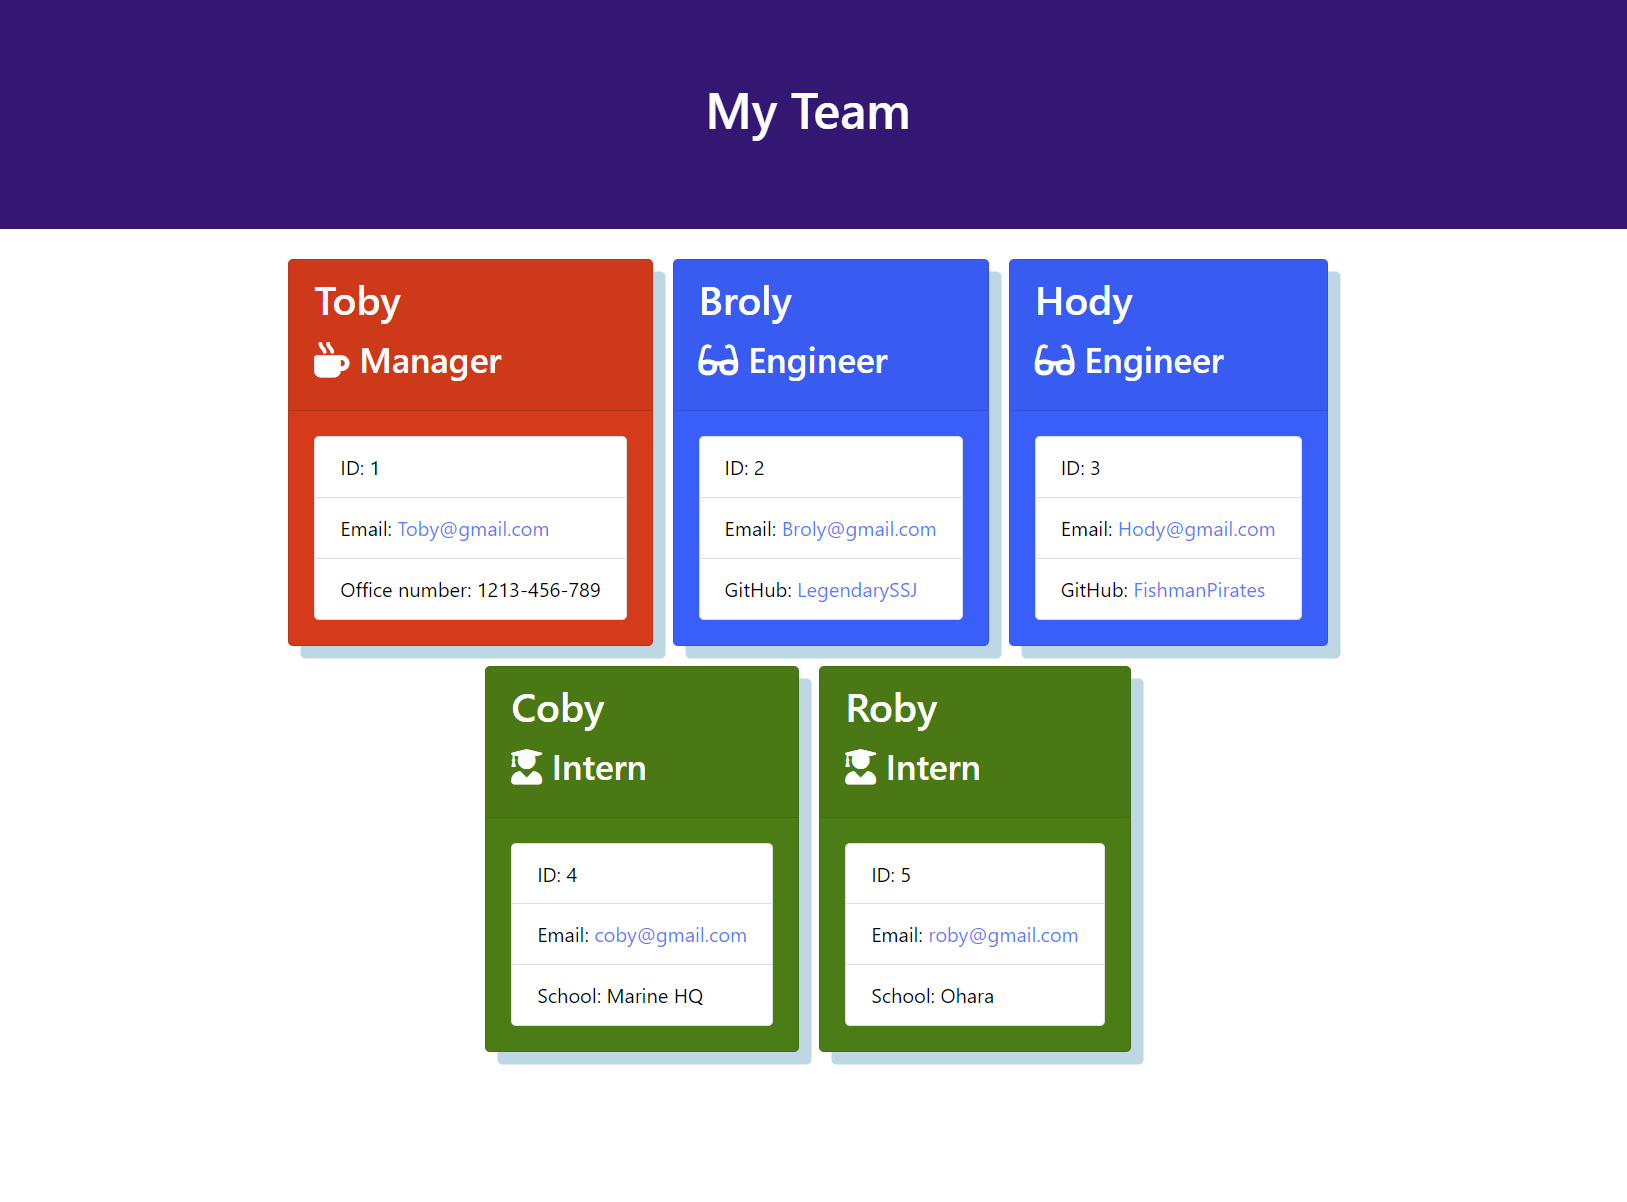 My Team
Toby
Manager
ID: 1
Email: Toby@gmail.com
Office number: 1213-456-789
Broly
Engineer
ID: 2
Email: Broly@gmail.com
GitHub: LegendarySSJ
Hody
Engineer
ID: 3
Email: Hody@gmail.com
GitHub: FishmanPirates
Coby
Intern
ID: 4
Email: coby@gmail.com
School: Marine HQ
Roby
Intern
ID: 5
Email: roby@gmail.com
School: Ohara